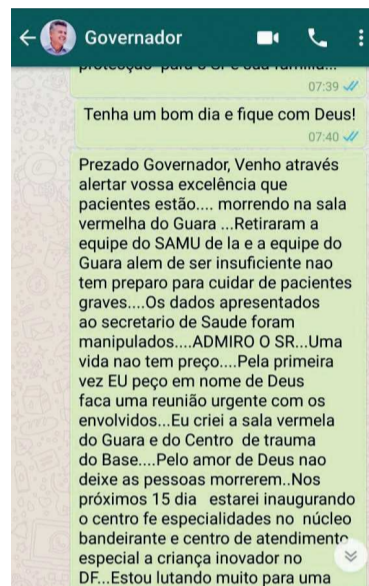 Governador
protecção para o Sr e sua família...
07:39
Tenha um bom dia e fique com Deus!
07:40
Prezado Governador, Venho através
alertar vossa excelência que
pacientes estão.... morrendo na sala
vermelha do Guara ...Retiraram a
equipe do SAMU de la e a equipe do
Guara alem de ser insuficiente nao
tem preparo para cuidar de pacientes
graves....Os dados apresentados
ao secretario de Saude foram
manipulados....ADMIRO O SR...Uma
vida nao tem preço....Pela primeira
vez EU peço em nome de Deus
faca uma reunião urgente com os
envolvidos...Eu criei a sala vermela
do Guara e do Centro de trauma
do Base....Pelo amor de Deus nao
deixe as pessoas morrerem..Nos
próximos 15 dia estarei inaugurando
o centro fe especialidades no núcleo
bandeirante e centro de atendimento
especial a criança inovador no
DF...Estou lutando muito para uma